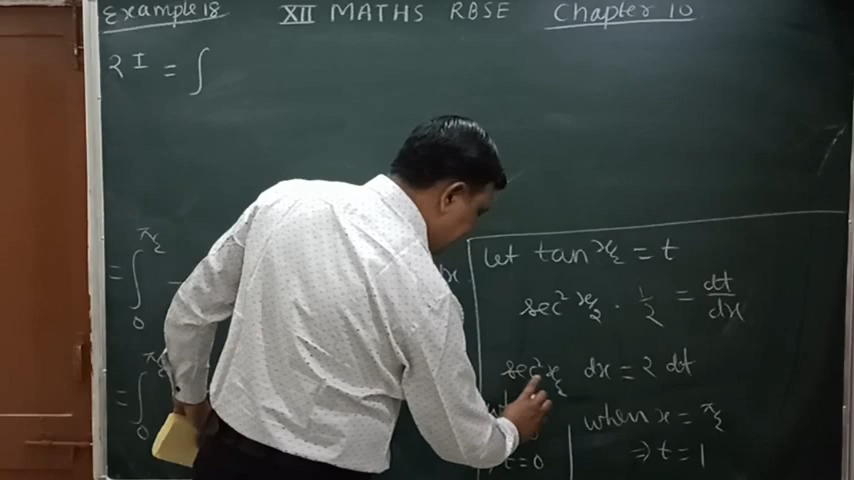 Example 18 XII MATHS RBSE Chapter 10
2I = ∫
= ∫ 0 π/2 dx
= ∫ 0 π/2
Let tan x/2 = t
sec² x/2 · 1/2 = dt/dx
sec² x/2 dx = 2 dt
when x = π/2
t = 0 ⇒ t = 1